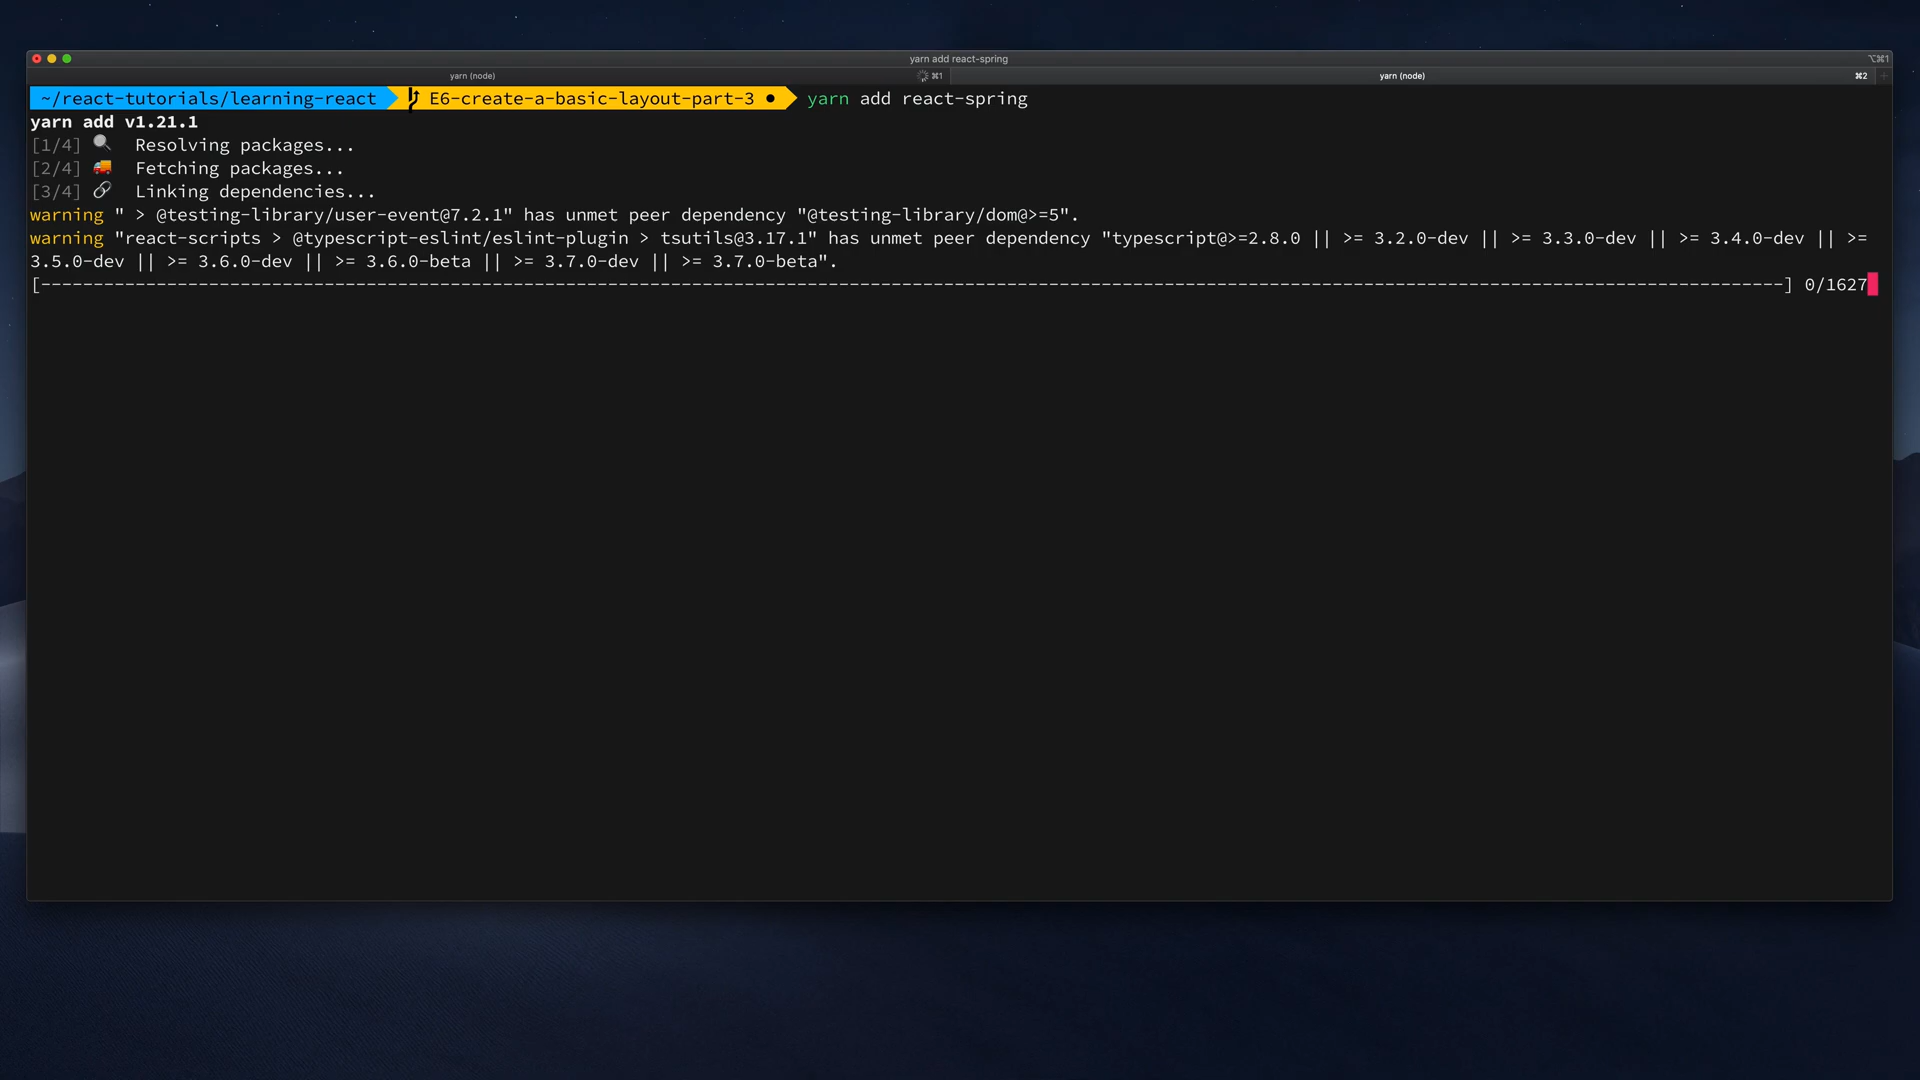 yarn add react-spring
⌥⌘1
yarn (node)
⌘1
yarn (node)
⌘2
+
~/react-tutorials/learning-react E6-create-a-basic-layout-part-3 ● yarn add react-spring
yarn add v1.21.1
[1/4] 🔍 Resolving packages...
[2/4] 🚚 Fetching packages...
[3/4] 🔗 Linking dependencies...
warning " > @testing-library/user-event@7.2.1" has unmet peer dependency "@testing-library/dom@>=5".
warning "react-scripts > @typescript-eslint/eslint-plugin > tsutils@3.17.1" has unmet peer dependency "typescript@>=2.8.0 || >= 3.2.0-dev || >= 3.3.0-dev || >= 3.4.0-dev || >=
3.5.0-dev || >= 3.6.0-dev || >= 3.6.0-beta || >= 3.7.0-dev || >= 3.7.0-beta".
[----------------------------------------------------------------------------------------------------------------------------------------------------------------------] 0/1627